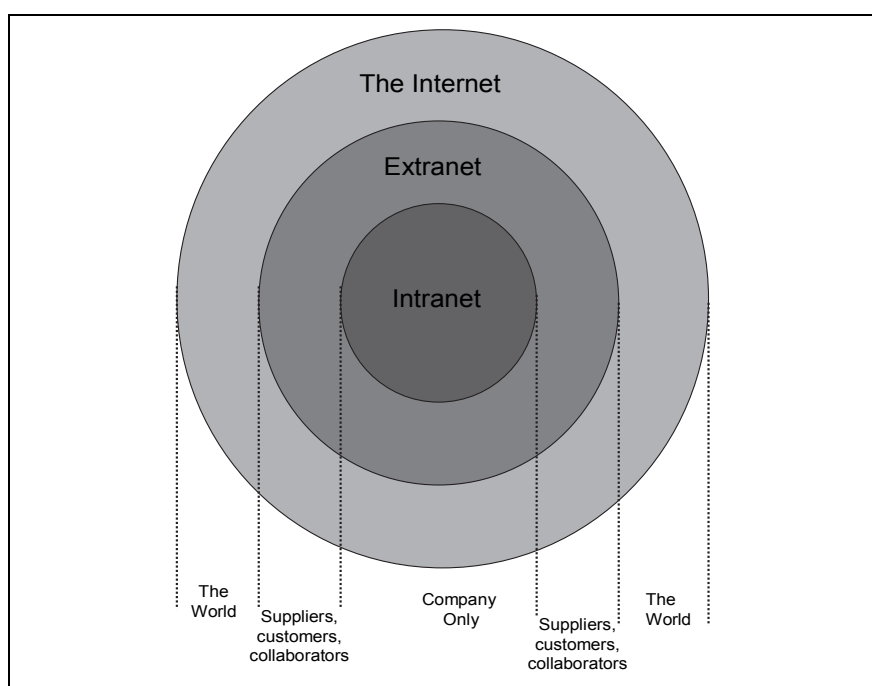 The Internet
Extranet
Intranet
The
World
Suppliers,
customers,
collaborators
Company
Only
Suppliers,
customers,
collaborators
The
World